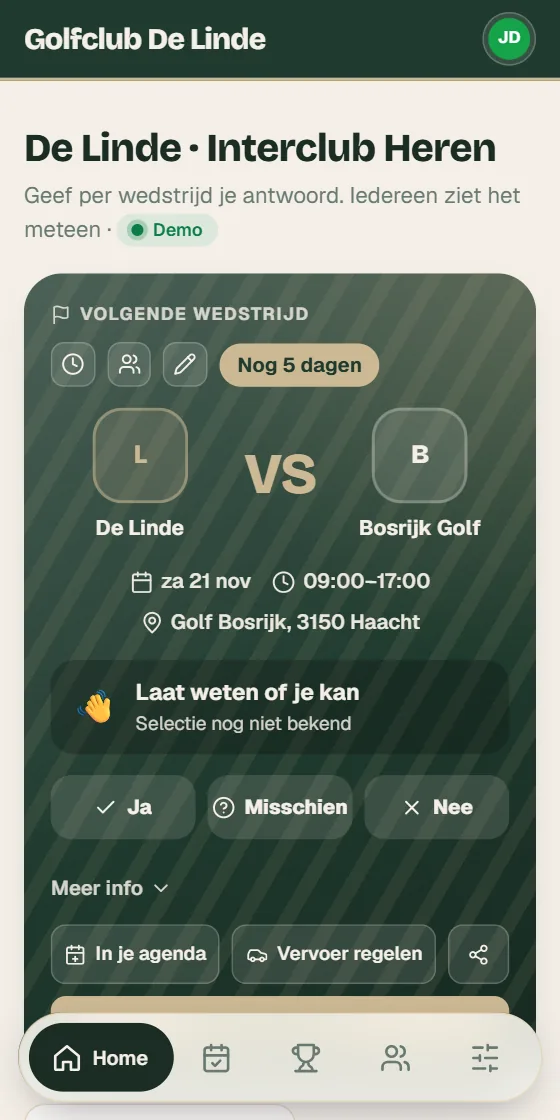 Golfclub De Linde
JD
De Linde · Interclub Heren
Geef per wedstrijd je antwoord. Iedereen ziet het
meteen · Demo
VOLGENDE WEDSTRIJD
Nog 5 dagen
L
VS
B
De Linde
Bosrijk Golf
za 21 nov
09:00–17:00
Golf Bosrijk, 3150 Haacht
Laat weten of je kan
Selectie nog niet bekend
Ja
Misschien
Nee
Meer info
In je agenda
Vervoer regelen
Home